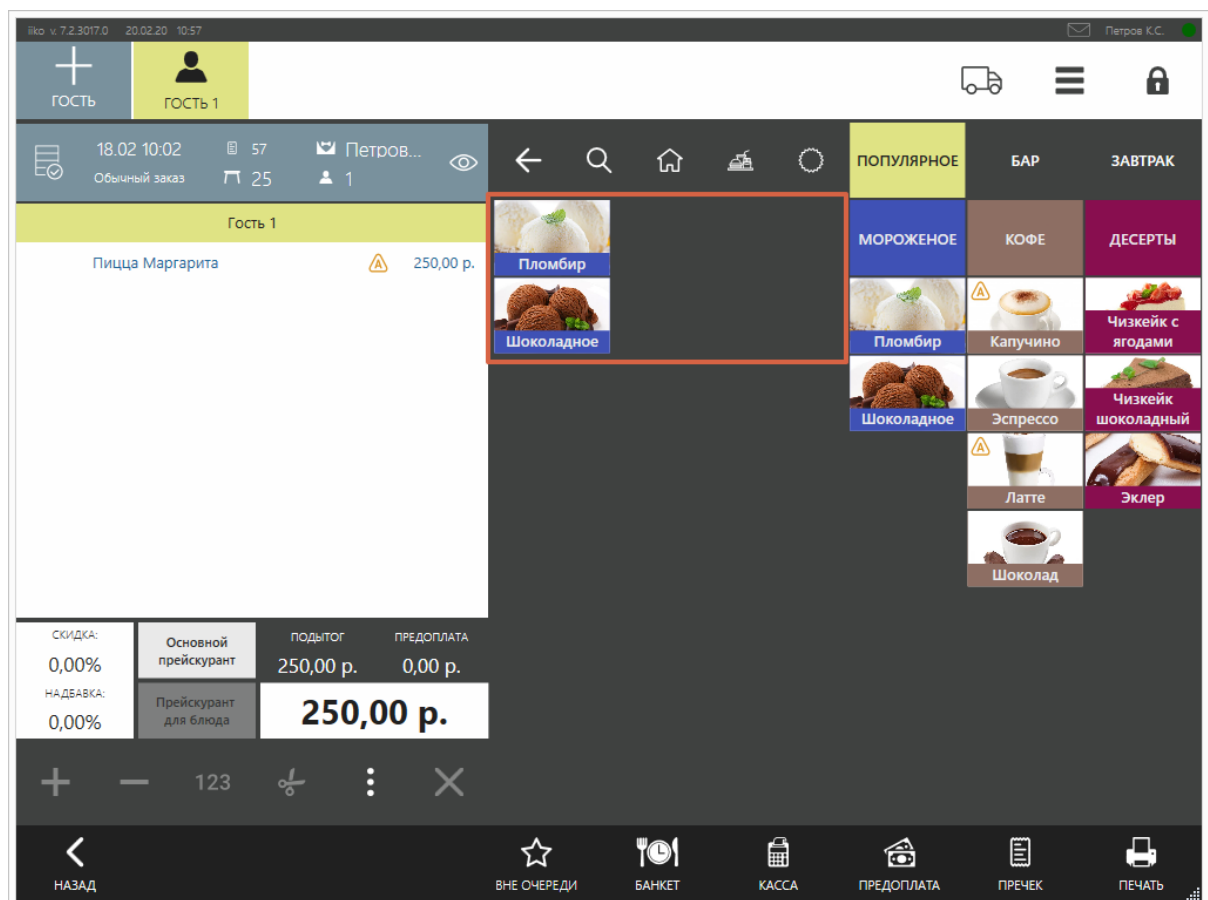 iiko v. 7.2.3017.0 20.02.20 10:57 Петров К.С.
ГОСТЬ
ГОСТЬ 1
18.02 10:02 57 Петров...
Обычный заказ 25 1
ПОПУЛЯРНОЕ БАР ЗАВТРАК
Гость 1
Пицца Маргарита А 250,00 р.
Пломбир
Шоколадное
МОРОЖЕНОЕ КОФЕ ДЕСЕРТЫ
Пломбир
А
Капучино
Чизкейк с
ягодами
Шоколадное
Эспрессо
Чизкейк
шоколадный
А
Латте
Эклер
Шоколад
СКИДКА:
0,00%
НАДБАВКА:
0,00%
Основной
прейскурант
Прейскурант
для блюда
ПОДЫТОГ ПРЕДОПЛАТА
250,00 р. 0,00 р.
250,00 р.
123
НАЗАД ВНЕ ОЧЕРЕДИ БАНКЕТ КАССА ПРЕДОПЛАТА ПРЕЧЕК ПЕЧАТЬ